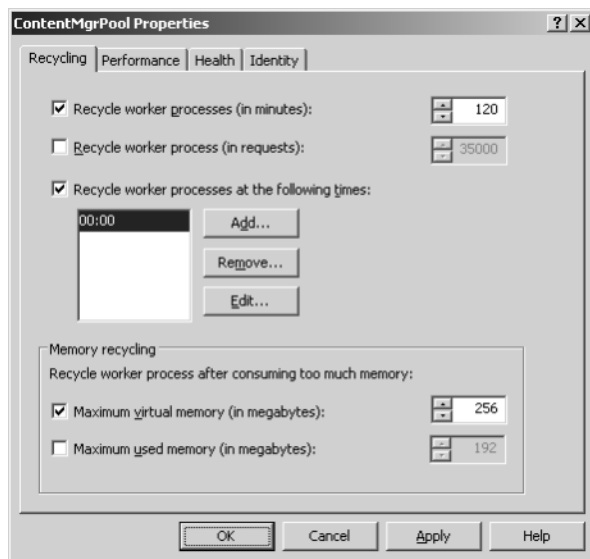 ContentMgrPool Properties
Recycling Performance Health Identity
Recycle worker processes (in minutes): 120
Recycle worker process (in requests): 35000
Recycle worker processes at the following times:
00:00
Add...
Remove...
Edit...
Memory recycling
Recycle worker process after consuming too much memory:
Maximum virtual memory (in megabytes): 256
Maximum used memory (in megabytes): 192
OK Cancel Apply Help